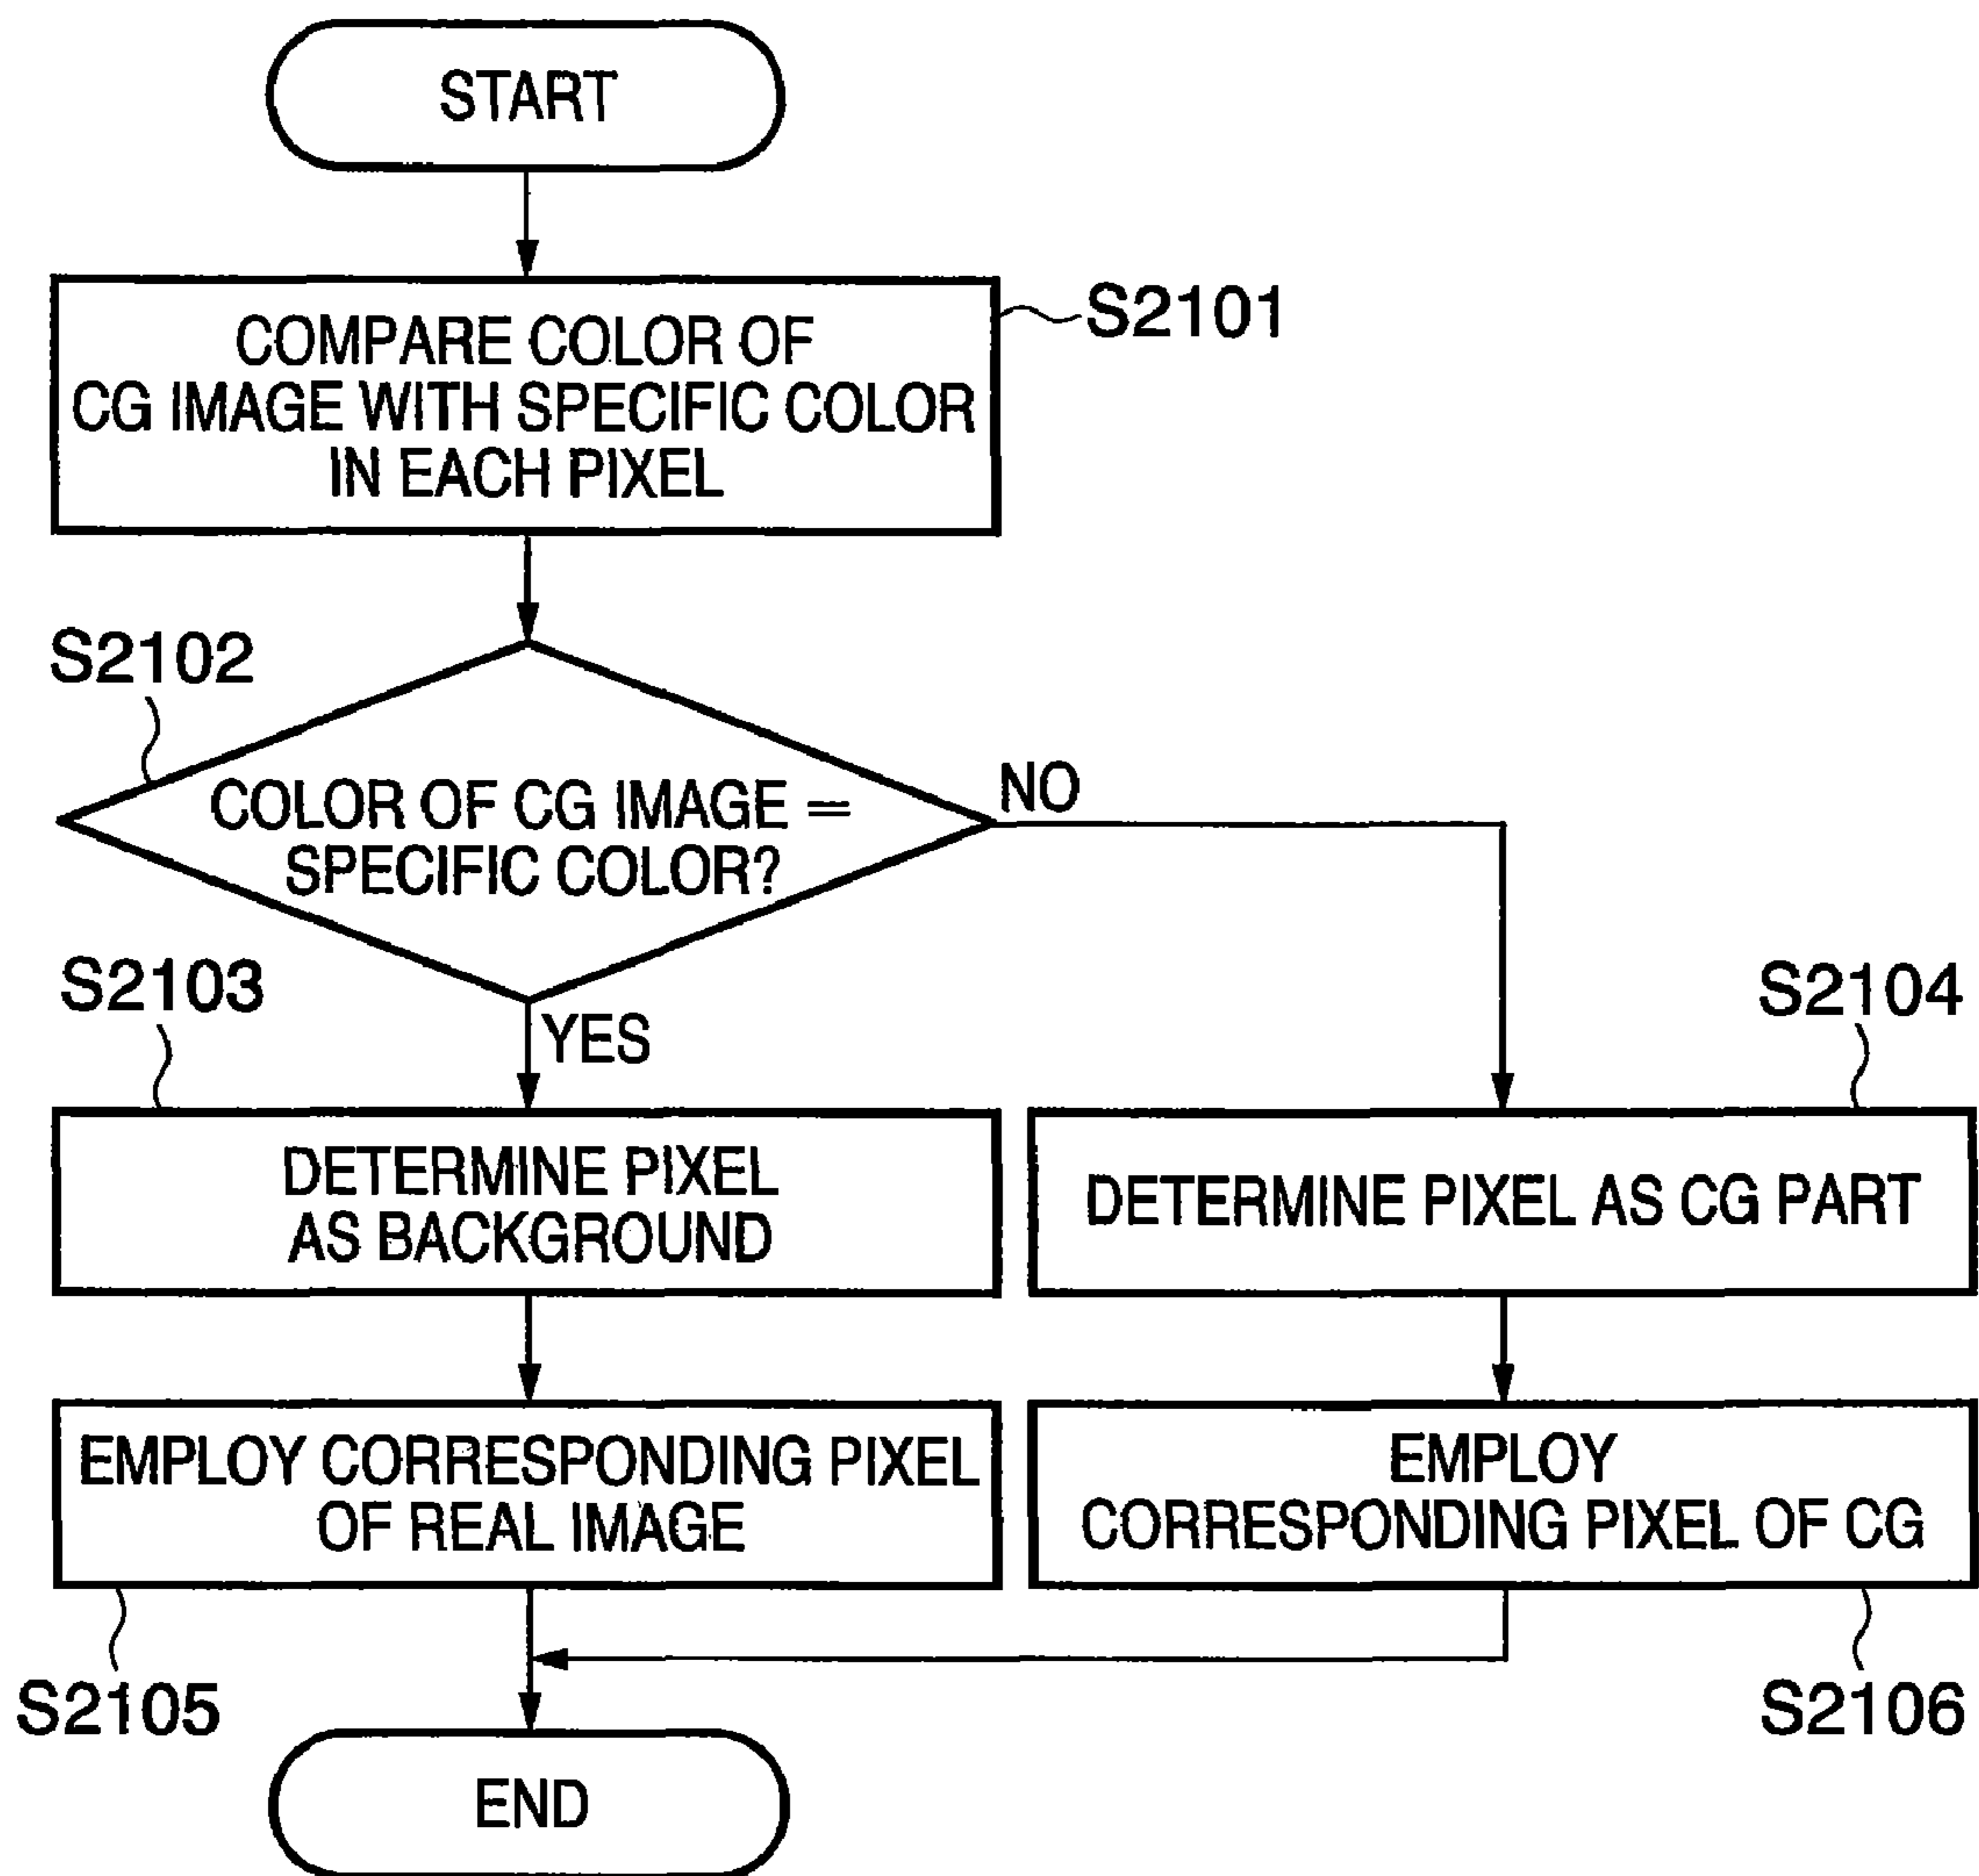 START
COMPARE COLOR OF
CG IMAGE WITH SPECIFIC COLOR
IN EACH PIXEL
S2101
S2102
COLOR OF CG IMAGE =
SPECIFIC COLOR?
NO
YES
S2103
DETERMINE PIXEL
AS BACKGROUND
S2104
DETERMINE PIXEL AS CG PART
EMPLOY CORRESPONDING PIXEL
OF REAL IMAGE
S2105
EMPLOY
CORRESPONDING PIXEL OF CG
S2106
END